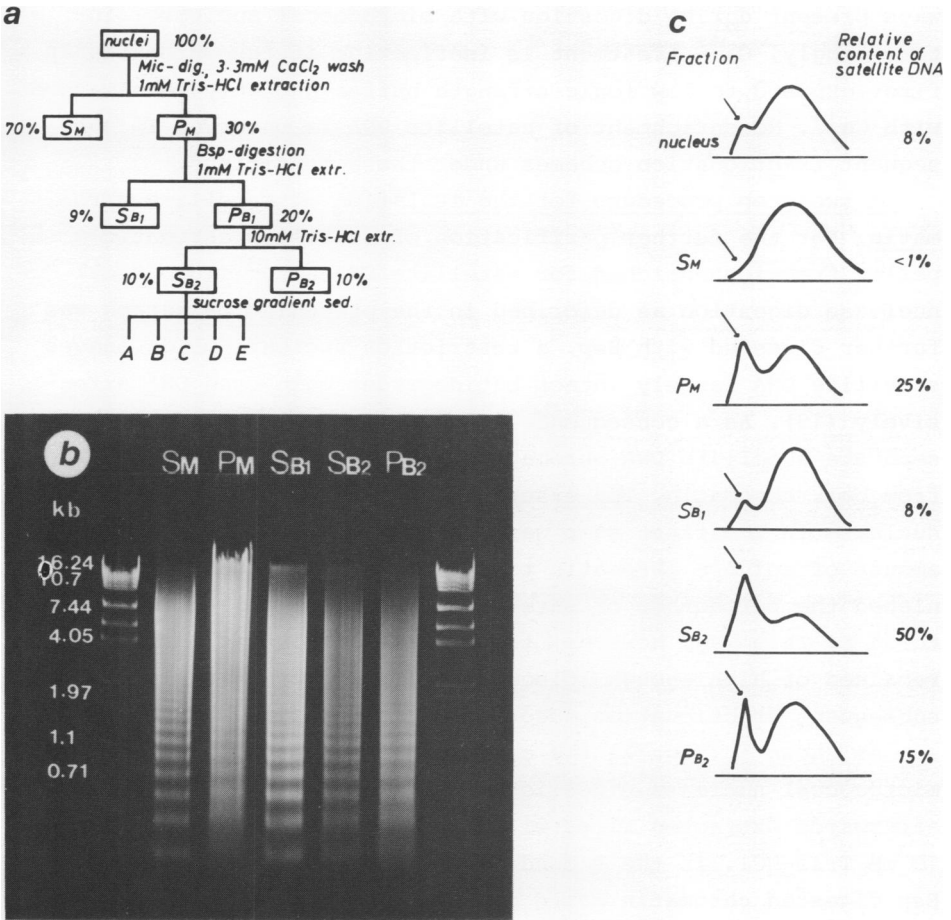 a
nuclei 100%
Mic-dig., 3·3mM CaCl2 wash
1mM Tris-HCl extraction
70% SM PM 30%
Bsp-digestion
1mM Tris-HCl extr.
9% SB1 PB1 20%
10mM Tris-HCl extr.
10% SB2 PB2 10%
sucrose gradient sed.
A B C D E
b
SM PM SB1 SB2 PB2
kb
16.24
10.7
7.44
4.05
1.97
1.1
0.71
c
Fraction
Relative
content of
satellite DNA
nucleus 8%
SM <1%
PM 25%
SB1 8%
SB2 50%
PB2 15%